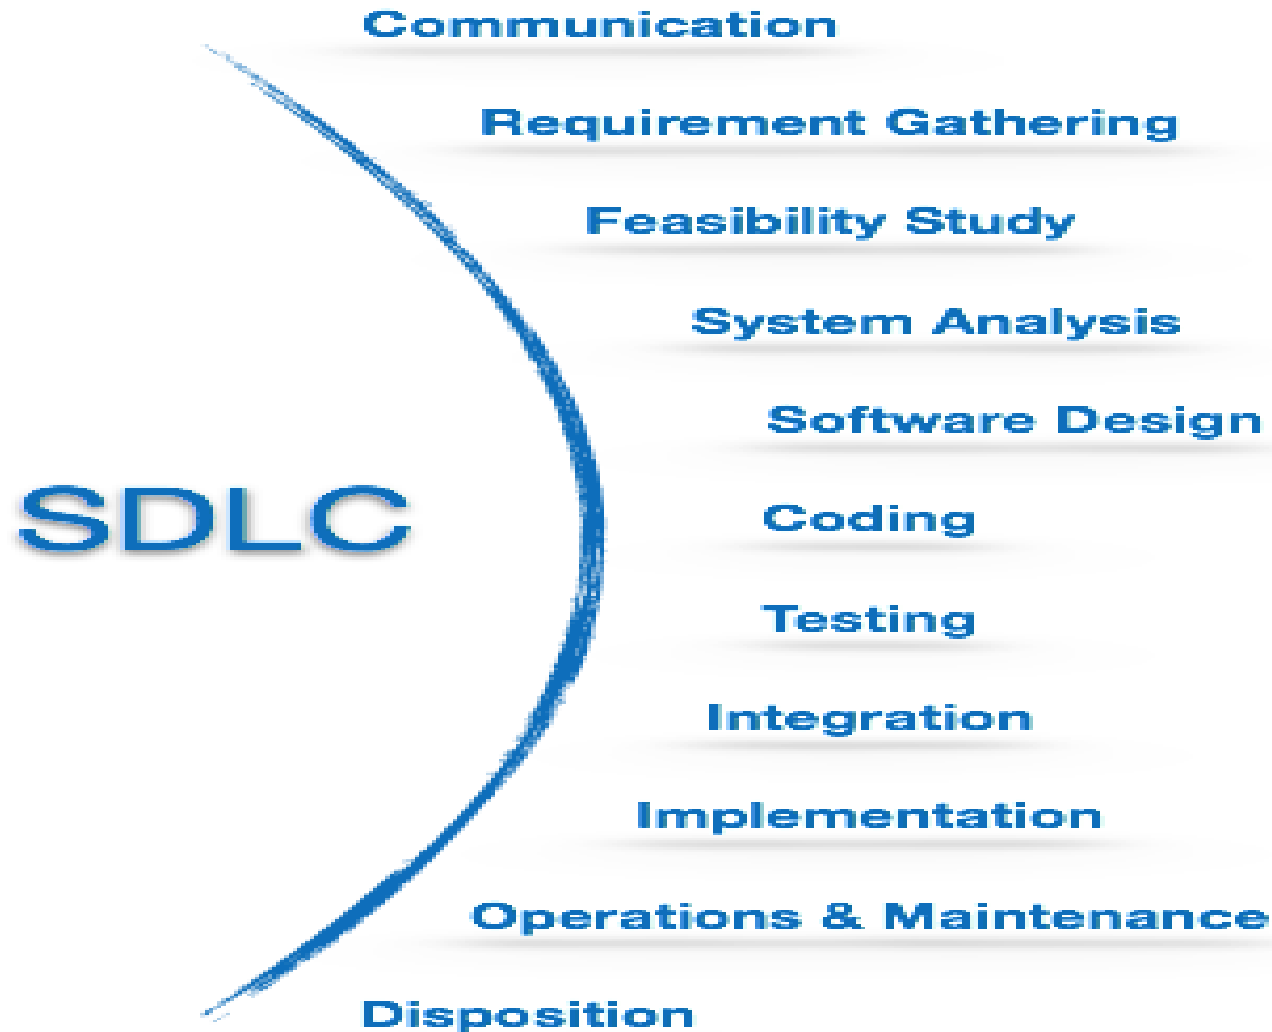 Communication
Requirement Gathering
Feasibility Study
System Analysis
Software Design
SDLC
Coding
Testing
Integration
Implementation
Operations & Maintenance
Disposition